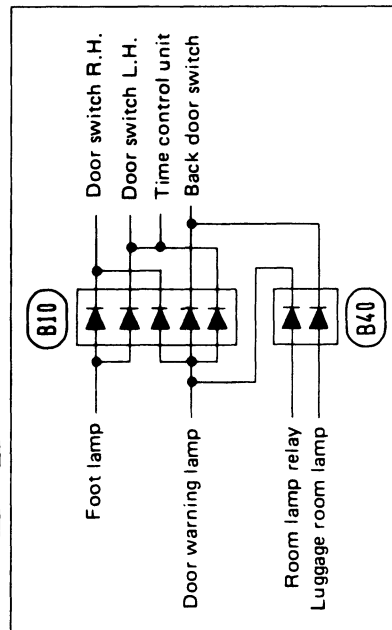 Door switch R.H.
Door switch L.H.
Time control unit
Back door switch
B10
B40
Foot lamp
Door warning lamp
Room lamp relay
Luggage room lamp